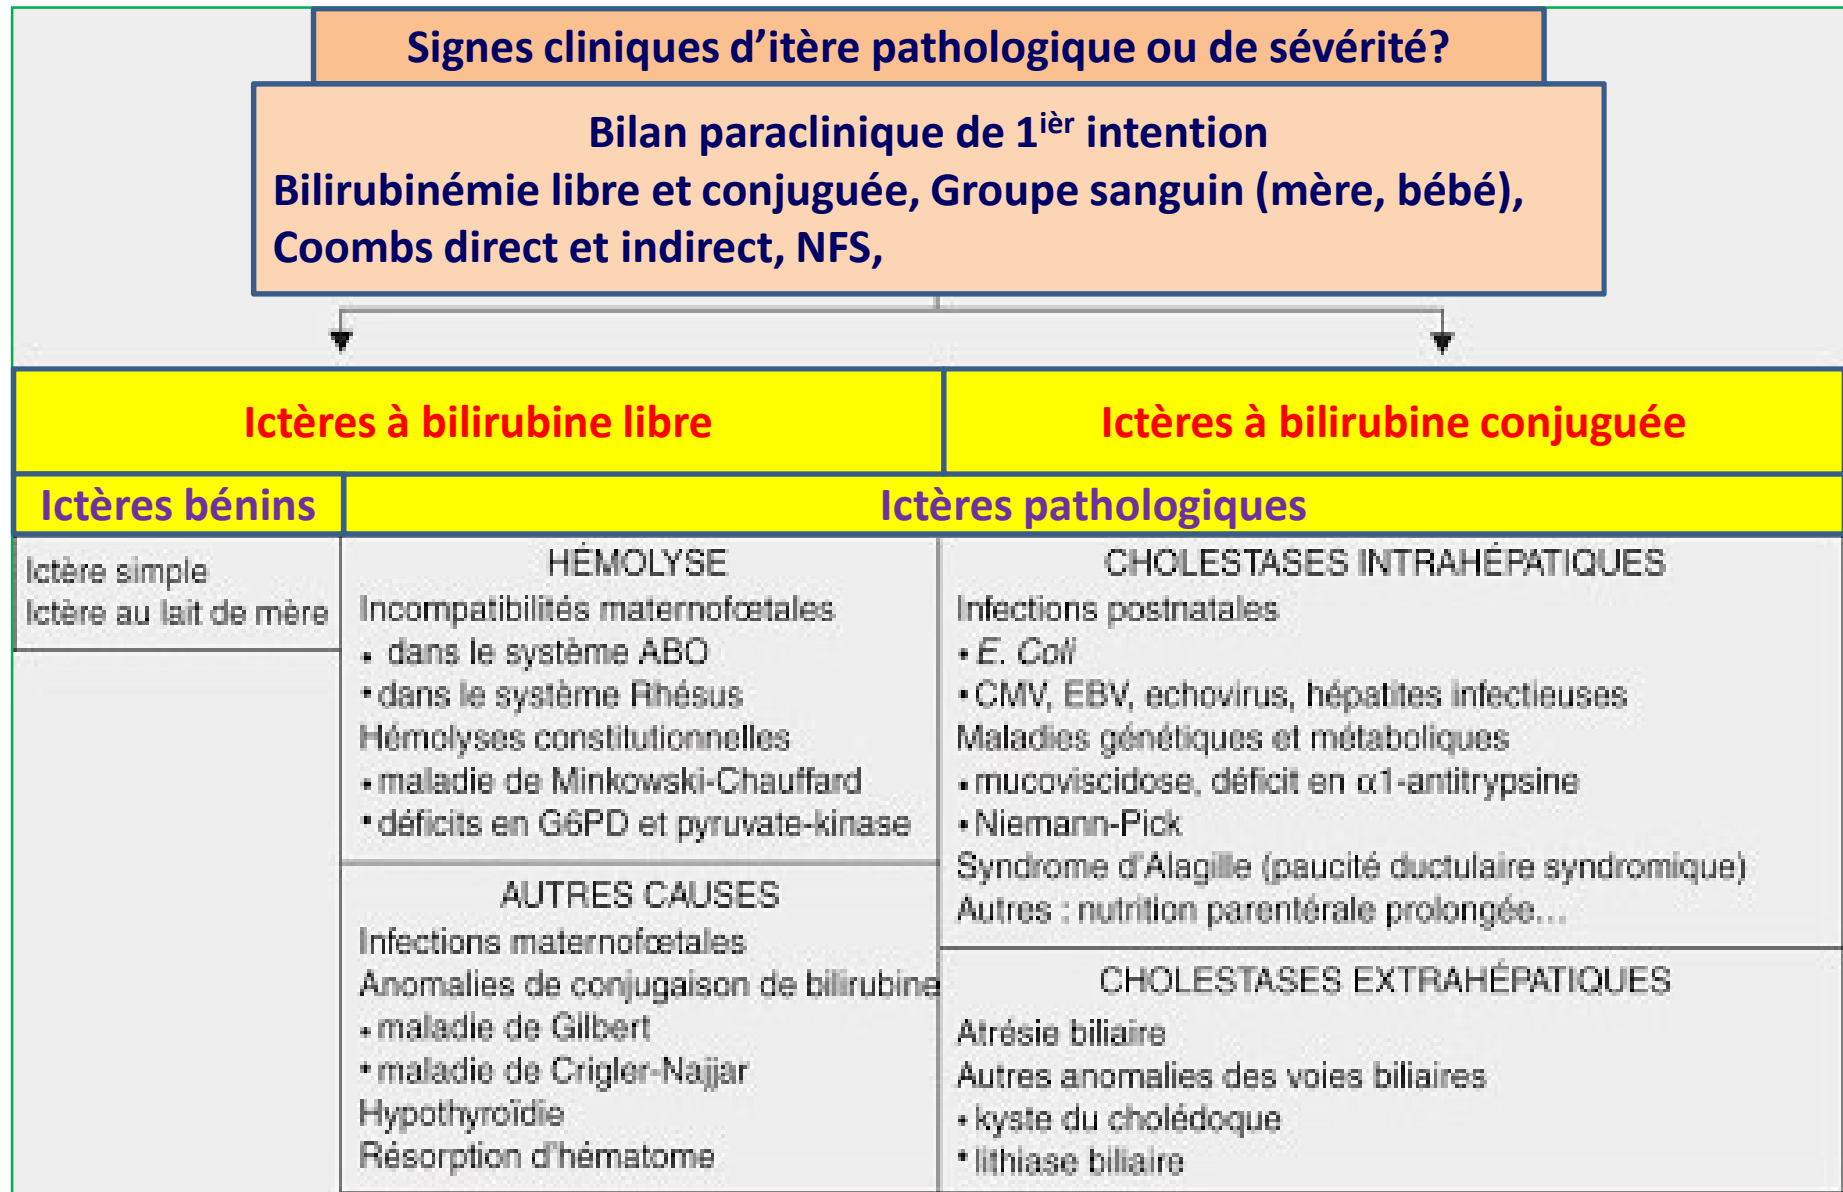 Signes cliniques d’itère pathologique ou de sévérité?
Bilan paraclinique de 1ièr intention
Bilirubinémie libre et conjuguée, Groupe sanguin (mère, bébé),
Coombs direct et indirect, NFS,
Ictères à bilirubine libre
Ictères à bilirubine conjuguée
Ictères bénins
Ictères pathologiques
Ictère simple
Ictère au lait de mère
HÉMOLYSE
Incompatibilités maternofœtales
• dans le système ABO
• dans le système Rhésus
Hémolyses constitutionnelles
• maladie de Minkowski-Chauffard
• déficits en G6PD et pyruvate-kinase
AUTRES CAUSES
Infections maternofœtales
Anomalies de conjugaison de bilirubine
• maladie de Gilbert
• maladie de Crigler-Najjar
Hypothyroïdie
Résorption d’hématome
CHOLESTASES INTRAHÉPATIQUES
Infections postnatales
• E. Coli
• CMV, EBV, echovirus, hépatites infectieuses
Maladies génétiques et métaboliques
• mucoviscidose, déficit en α1-antitrypsine
• Niemann-Pick
Syndrome d’Alagille (paucité ductulaire syndromique)
Autres : nutrition parentérale prolongée…
CHOLESTASES EXTRAHÉPATIQUES
Atrésie biliaire
Autres anomalies des voies biliaires
• kyste du cholédoque
• lithiase biliaire